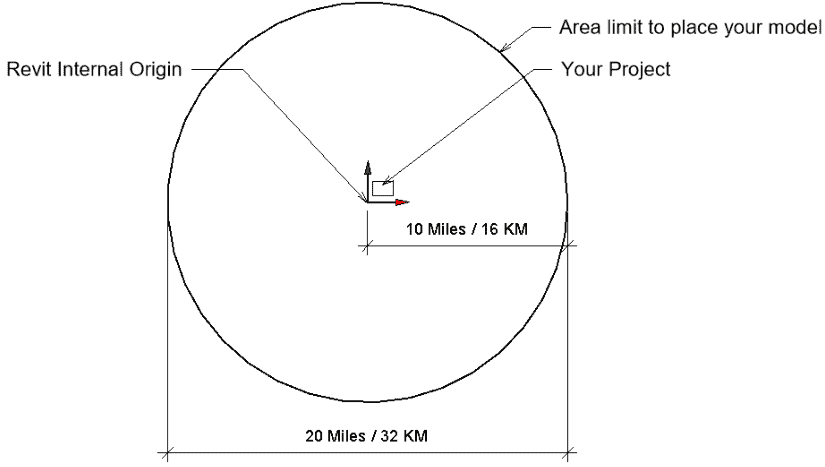 Area limit to place your model
Revit Internal Origin
Your Project
10 Miles / 16 KM
20 Miles / 32 KM